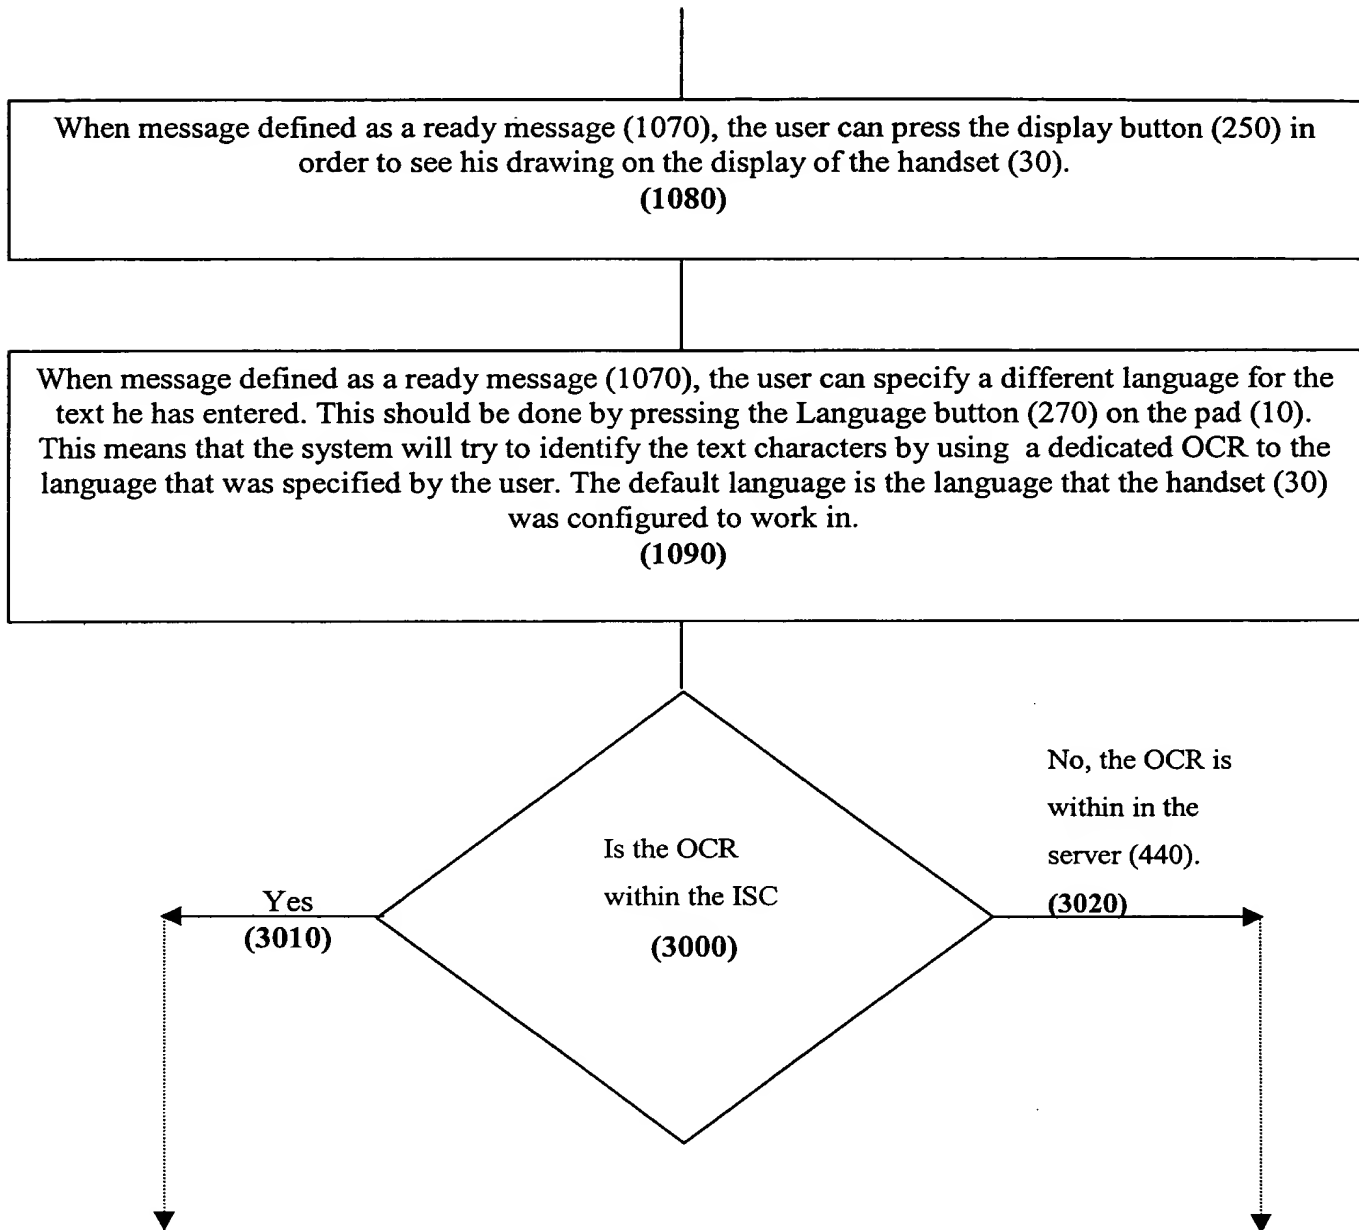 When message defined as a ready message (1070), the user can press the display button (250) in
order to see his drawing on the display of the handset (30).
(1080)
When message defined as a ready message (1070), the user can specify a different language for the
text he has entered. This should be done by pressing the Language button (270) on the pad (10).
This means that the system will try to identify the text characters by using a dedicated OCR to the
language that was specified by the user. The default language is the language that the handset (30)
was configured to work in.
(1090)
Is the OCR
within the ISC
(3000)
Yes
(3010)
No, the OCR is
within in the
server (440).
(3020)